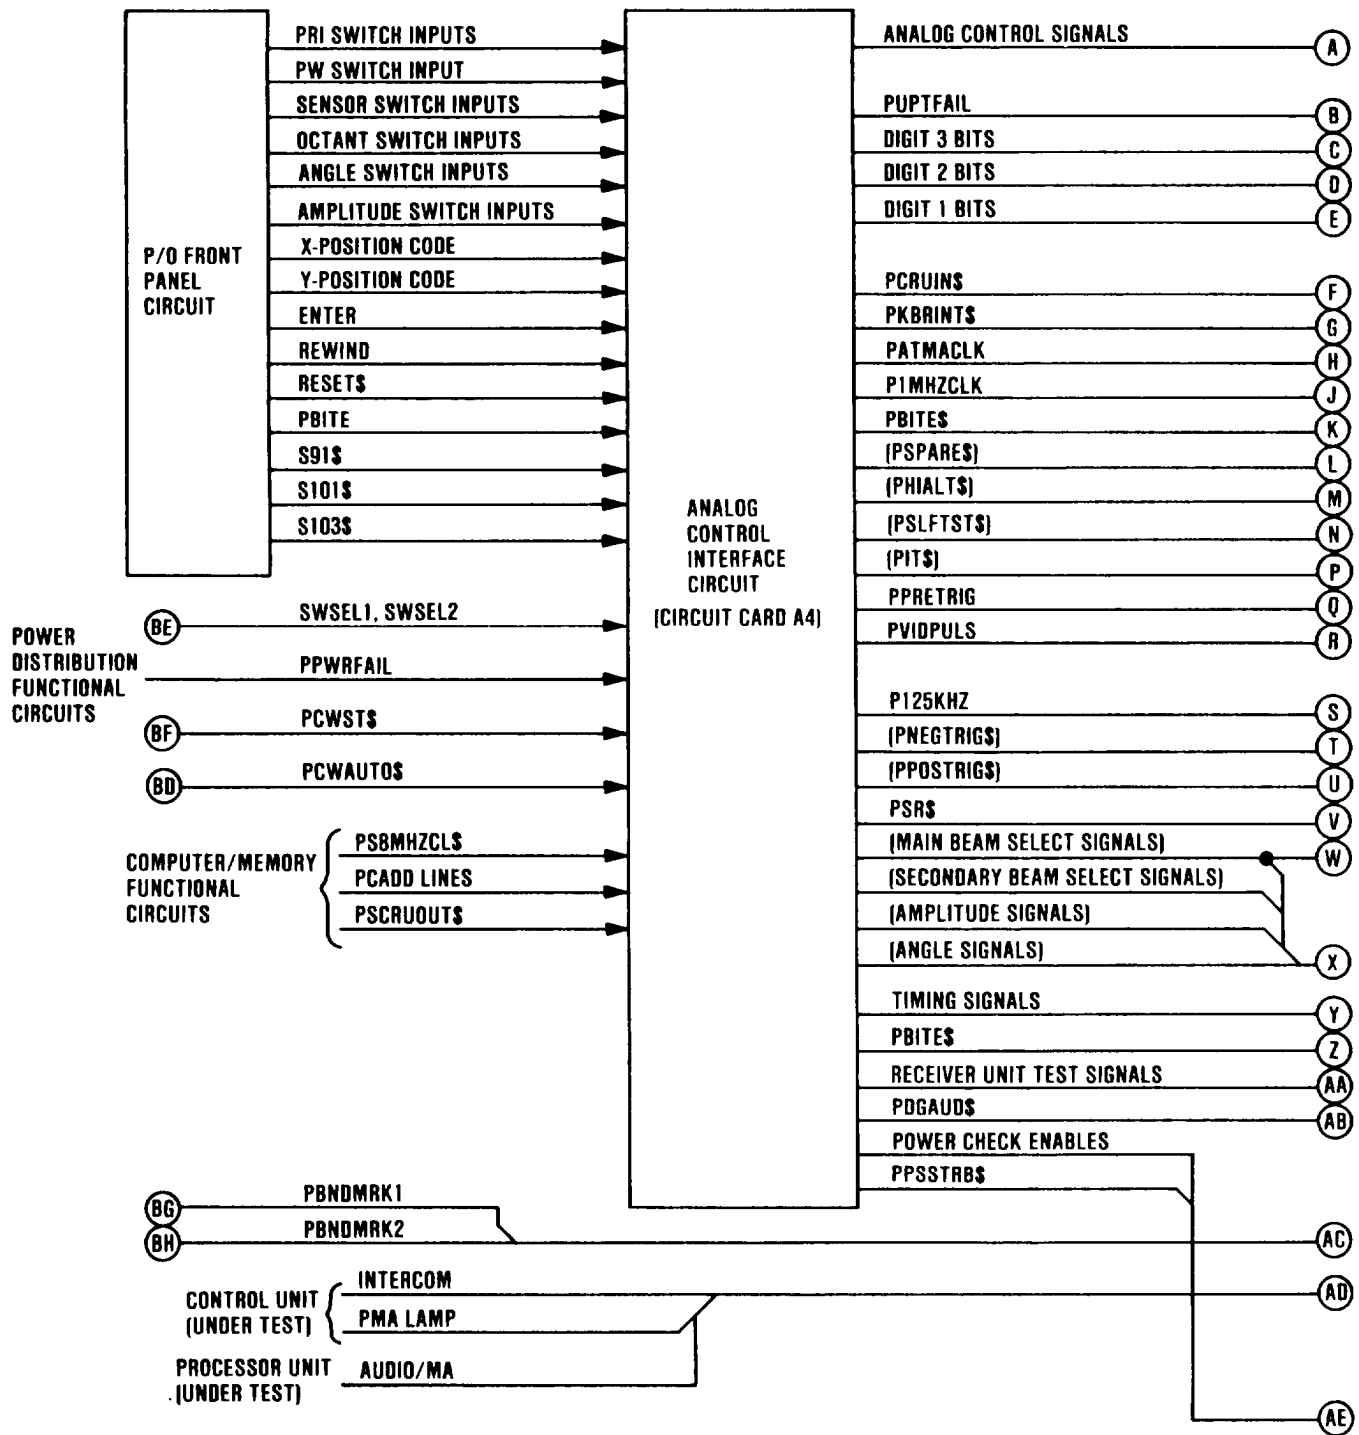 PRI SWITCH INPUTS
PW SWITCH INPUT
SENSOR SWITCH INPUTS
OCTANT SWITCH INPUTS
ANGLE SWITCH INPUTS
AMPLITUDE SWITCH INPUTS
X-POSITION CODE
Y-POSITION CODE
ENTER
REWIND
RESET$
PBITE
S91$
S101$
S103$
P/O FRONT
PANEL
CIRCUIT
POWER
DISTRIBUTION
FUNCTIONAL
CIRCUITS
BE
SWSEL1, SWSEL2
PPWRFAIL
BF
PCWST$
BD
PCWAUTO$
COMPUTER/MEMORY
FUNCTIONAL
CIRCUITS
PS8MHZCL$
PCADD LINES
PSCRUOUT$
ANALOG
CONTROL
INTERFACE
CIRCUIT
(CIRCUIT CARD A4)
ANALOG CONTROL SIGNALS
A
PUPTFAIL
B
DIGIT 3 BITS
C
DIGIT 2 BITS
D
DIGIT 1 BITS
E
PCRUIN$
F
PKBRINT$
G
PATMACLK
H
P1MHZCLK
J
PBITE$
K
(PSPARE$)
L
(PHIALT$)
M
(PSLFTST$)
N
(PIT$)
P
PPRETRIG
Q
PVIDPULS
R
P125KHZ
S
(PNEGTRIG$)
T
(PPOSTRIG$)
U
PSR$
V
(MAIN BEAM SELECT SIGNALS)
W
(SECONDARY BEAM SELECT SIGNALS)
(AMPLITUDE SIGNALS)
(ANGLE SIGNALS)
X
TIMING SIGNALS
Y
PBITE$
Z
RECEIVER UNIT TEST SIGNALS
AA
PDGAUD$
AB
POWER CHECK ENABLES
PPSSTRB$
BG
PBNDMRK1
BH
PBNDMRK2
AC
CONTROL UNIT
(UNDER TEST)
INTERCOM
AD
PMA LAMP
PROCESSOR UNIT
(UNDER TEST)
AUDIO/MA
AE